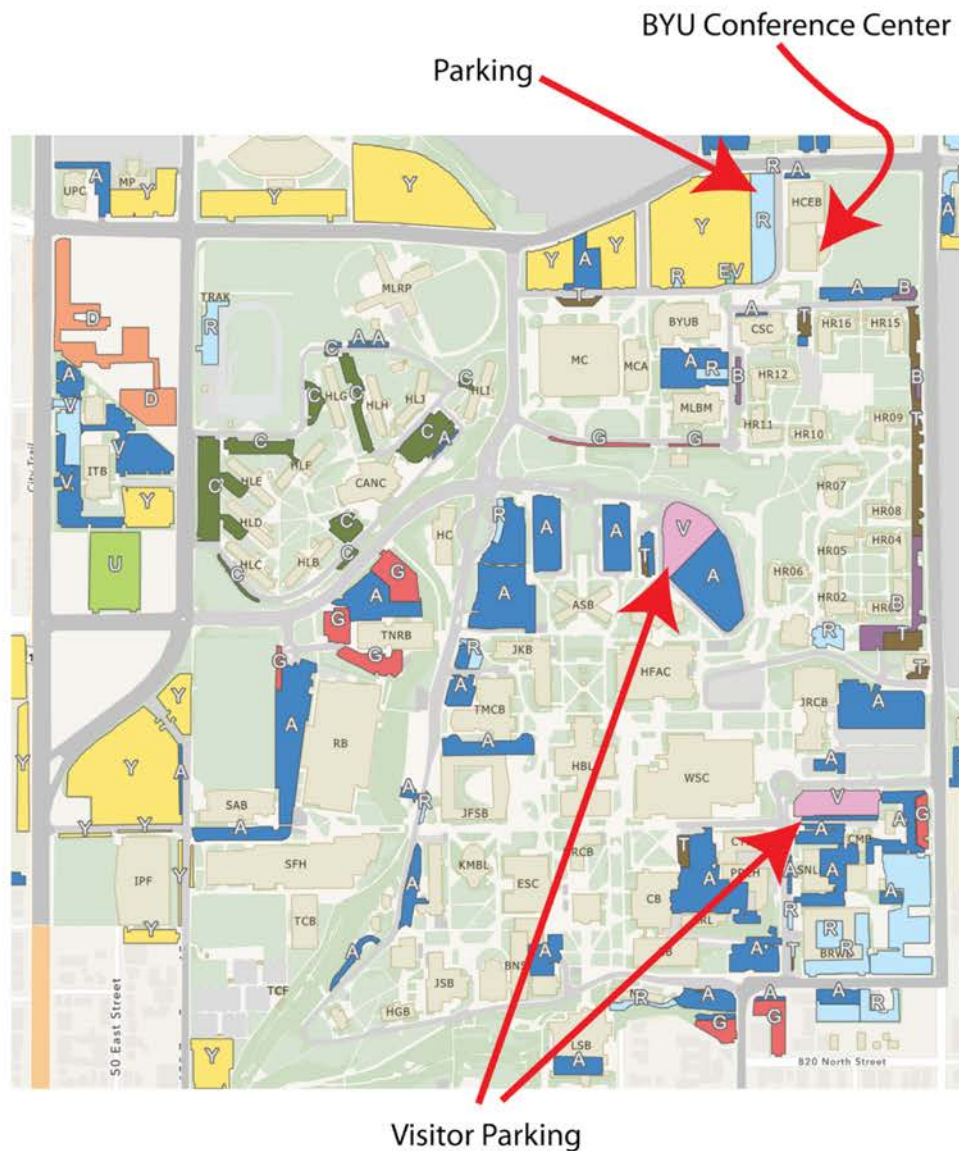 BYU Conference Center
Parking
R A
UPC A MP Y
Y Y
HCEB
A
Y R
Y A Y
R EV
MLRP
TRAK
R
T
A B
A
BYUB CSC T HR16 HR15
D
A A
C
MC MCA
A R B
HR12
B
T
A
V
D
C HLG C HLH HLJ C HLI
MLBM
HR11 HR10 HR09
V
ITB
V
Y
C
HLF
HLE
C
CANC
C A
G G
City Trail
HLD
C
C
HLC HLB
C
HC
R
A A A
T
V
A
HR07
HR08
U
G
A
G
TNRB
G
A
ASB
HR05 HR04
HR06
HR02
B
R
T
G
R
JKB
HFAC
T
Y
Y
A
RB
A
TMCB
A
JRCB
A
A
HBL
WSC
Y
A
SAB
A
A
R
JFSB
V
A
A
G
Y Y
IPF
Y
Y
SFH
TCB
A
KMBL
ESC
T
A
CB
A
R
SNL
A
CMB
A
R
R
T
A
A
TCF
JSB
HGB
A
50 East Street
Y
R A
G
A
G
A R
LSB
A
820 North Street
Visitor Parking